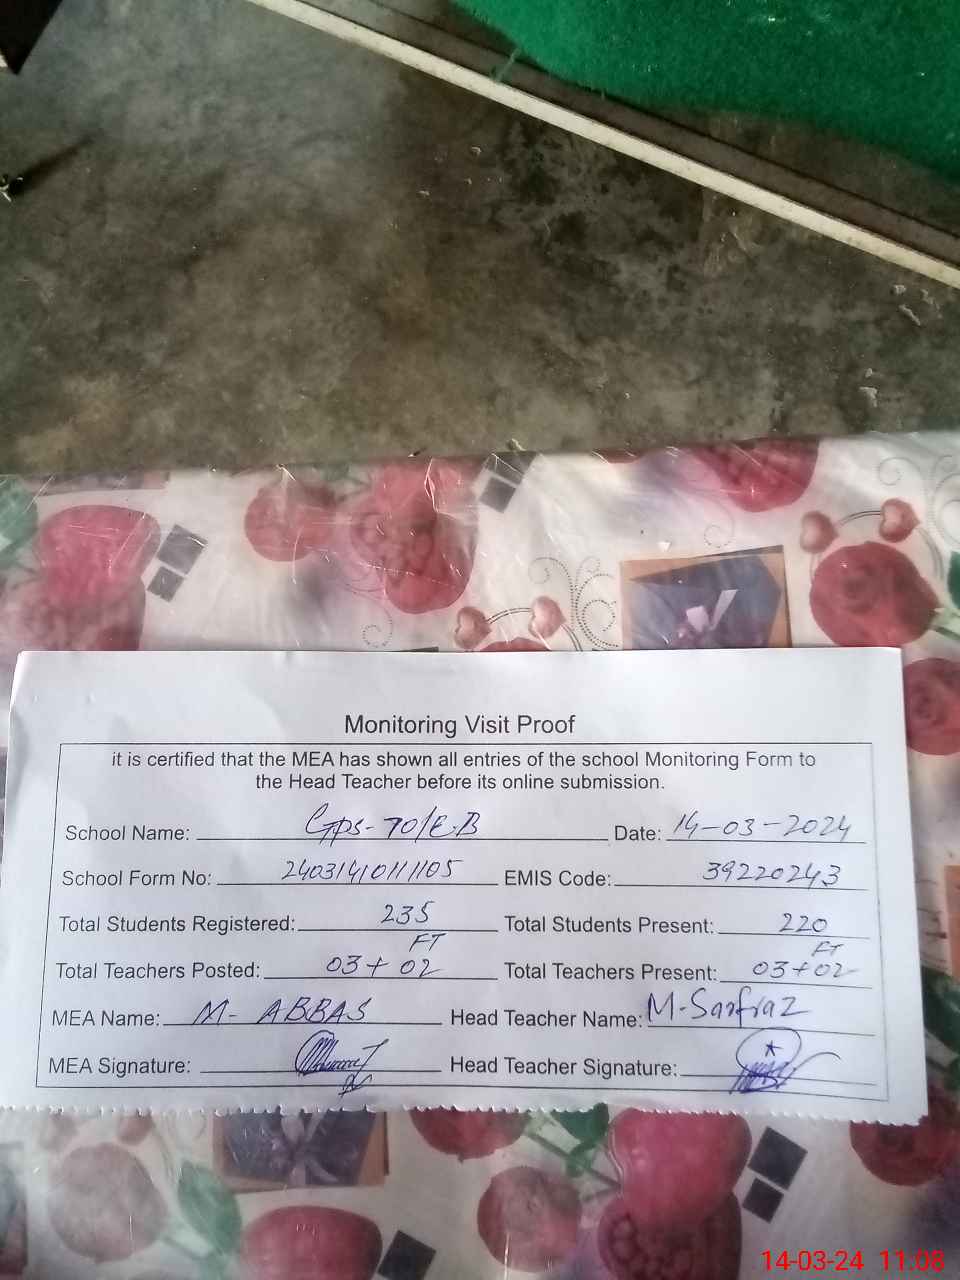 Monitoring Visit Proof
it is certified that the MEA has shown all entries of the school Monitoring Form to
the Head Teacher before its online submission.
School Name: GPS-70/E.B Date: 14-03-2024
School Form No: 24031410111105 EMIS Code: 39220243
Total Students Registered: 235 Total Students Present: 220
FT FT
Total Teachers Posted: 03+02 Total Teachers Present: 03+02
MEA Name: M- ABBAS Head Teacher Name: M-Sarfraz
MEA Signature: Head Teacher Signature:
14-03-24 11:08